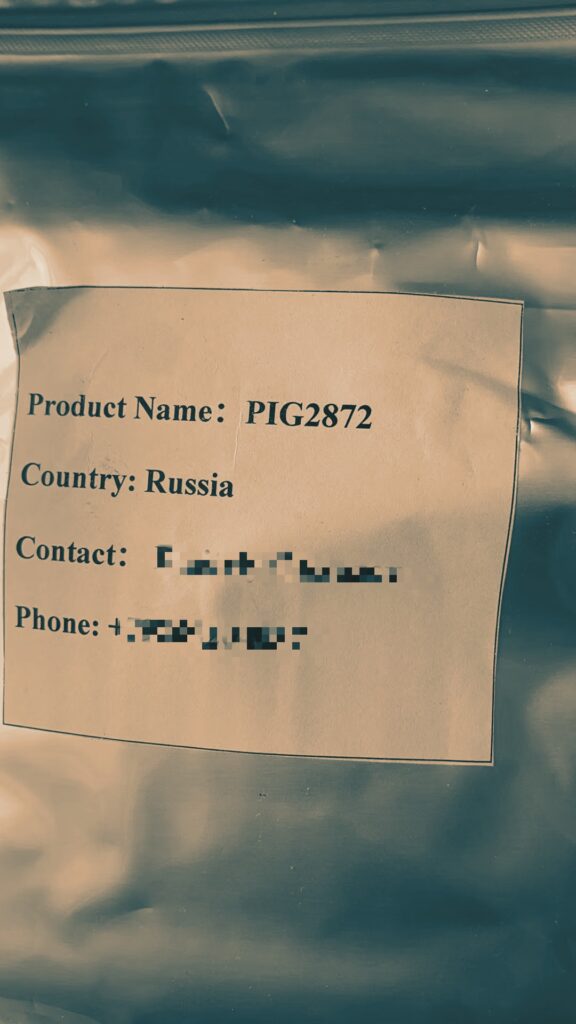 Product Name： PIG2872
Country: Russia
Contact：
Phone: +